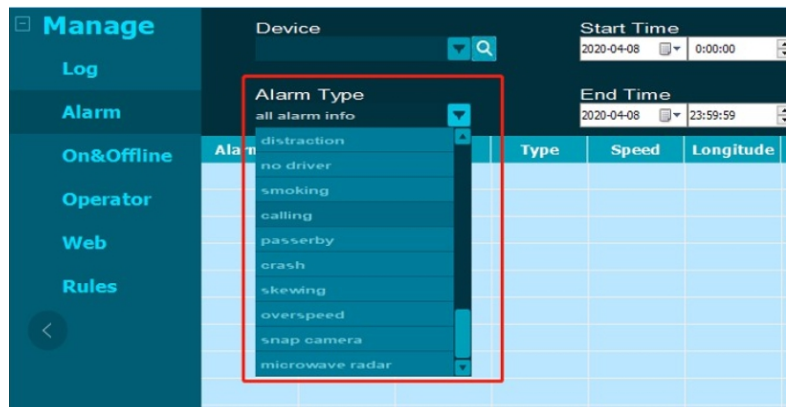 Manage
Log
Alarm
On&Offline
Operator
Web
Rules
Device
Start Time
2020-04-08 0:00:00
Alarm Type
all alarm info
End Time
2020-04-08 23:59:59
Type Speed Longitude
distraction
no driver
smoking
calling
passerby
crash
skewing
overspeed
snap camera
microwave radar